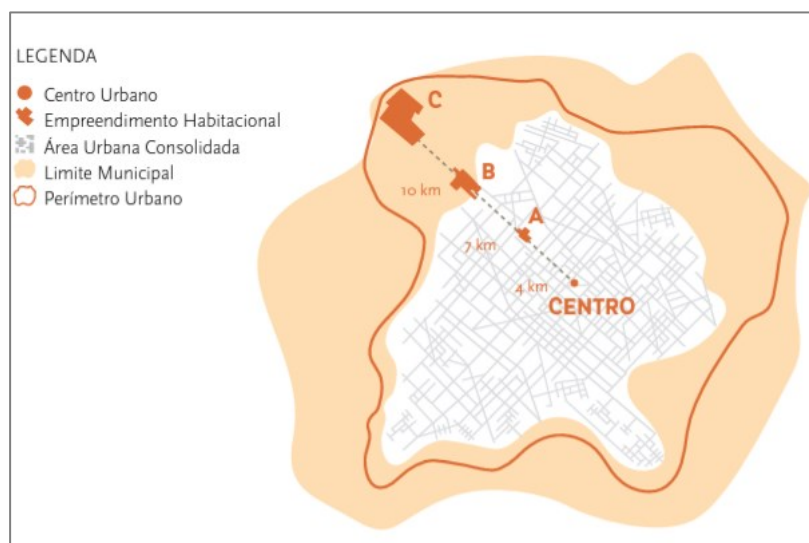 LEGENDA
Centro Urbano
Empreendimento Habitacional
Área Urbana Consolidada
Limite Municipal
Perímetro Urbano
C
B
10 km
A
7 km
4 km
CENTRO